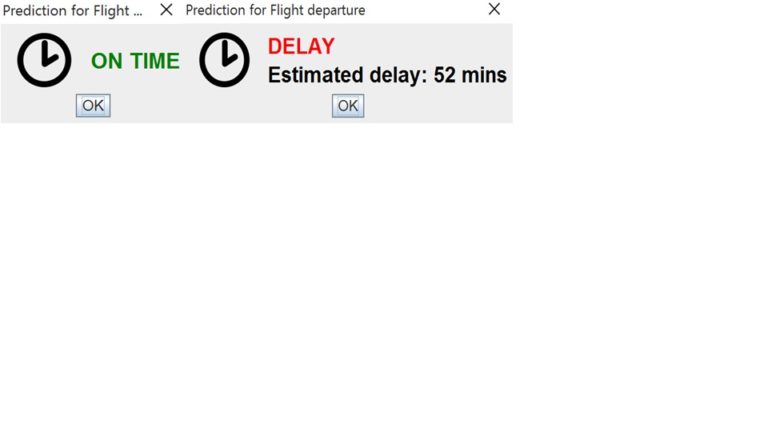 Prediction for Flight ...
ON TIME
OK
Prediction for Flight departure
DELAY
Estimated delay: 52 mins
OK